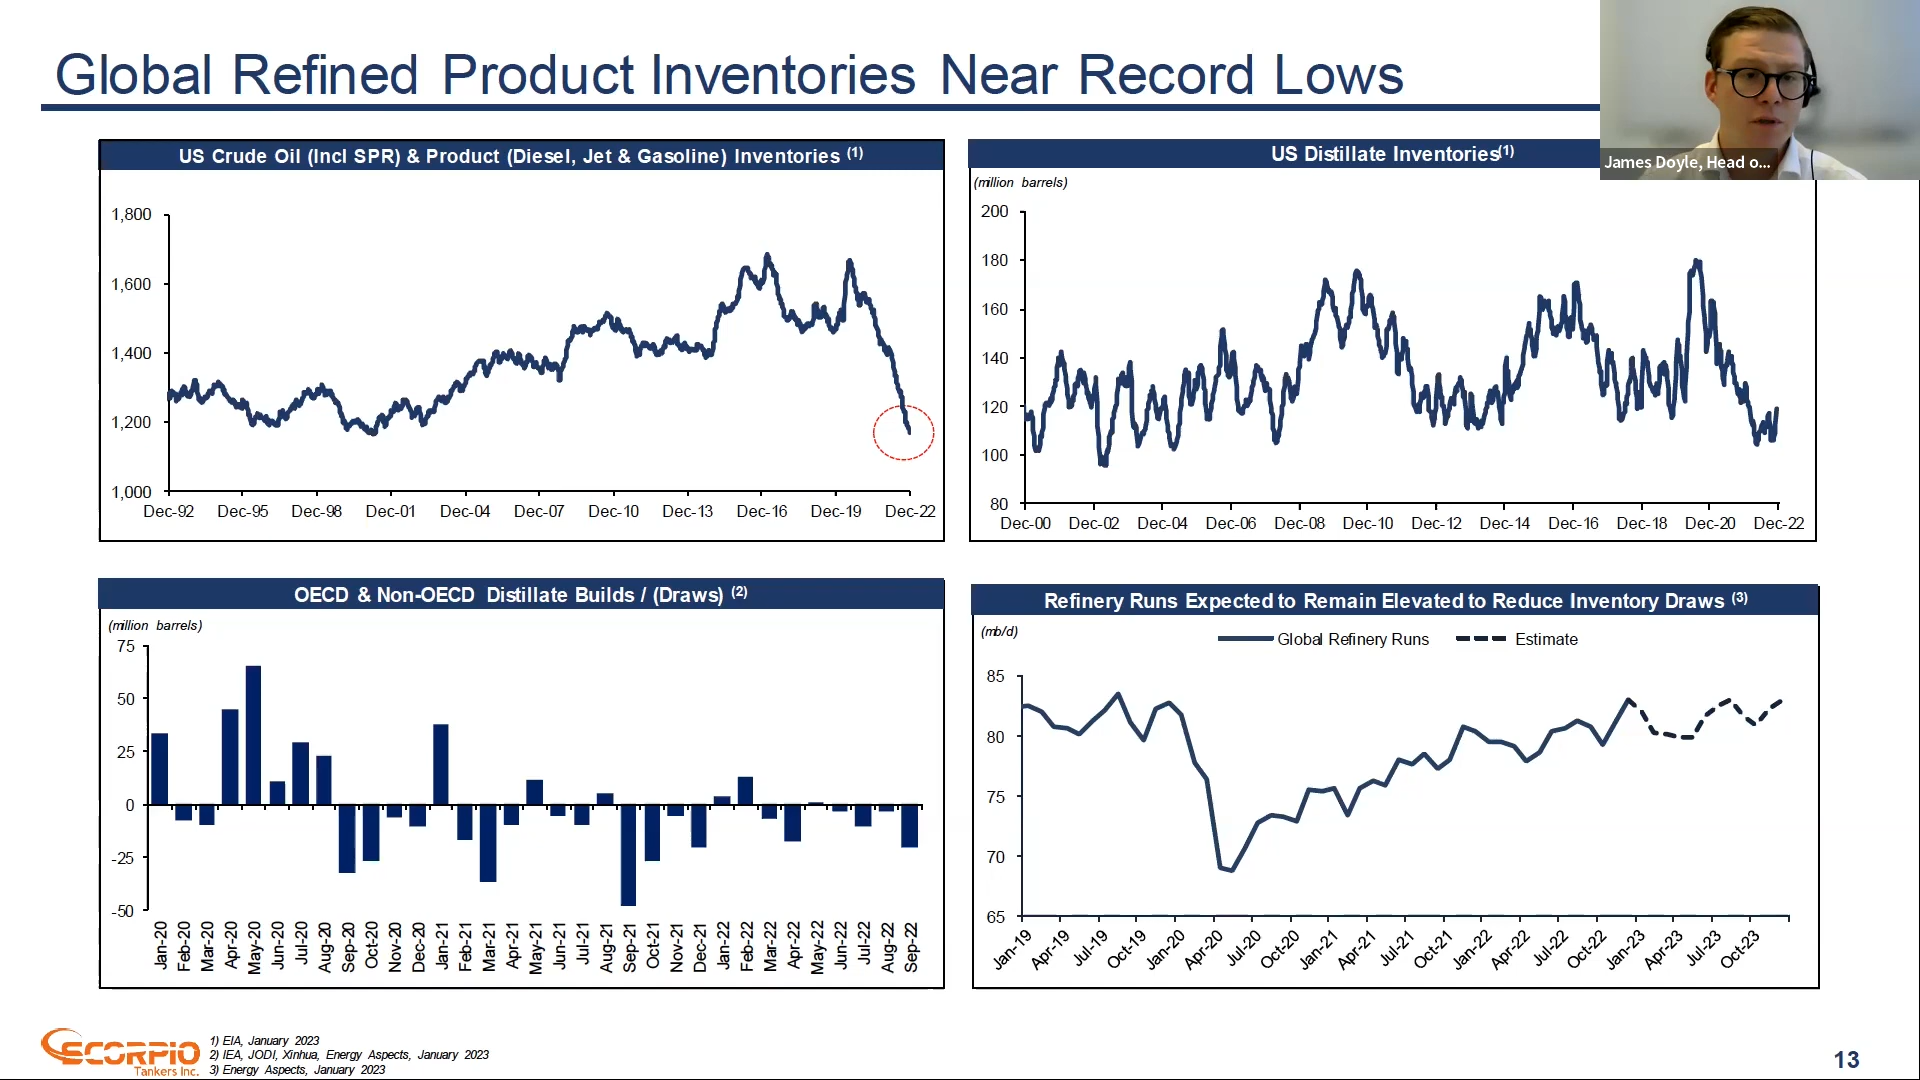 Global Refined Product Inventories Near Record Lows
James Doyle, Head o...
US Crude Oil (Incl SPR) & Product (Diesel, Jet & Gasoline) Inventories (1)
1,800
1,600
1,400
1,200
1,000
Dec-92 Dec-95 Dec-98 Dec-01 Dec-04 Dec-07 Dec-10 Dec-13 Dec-16 Dec-19 Dec-22
US Distillate Inventories(1)
(million barrels)
200
180
160
140
120
100
80
Dec-00 Dec-02 Dec-04 Dec-06 Dec-08 Dec-10 Dec-12 Dec-14 Dec-16 Dec-18 Dec-20 Dec-22
OECD & Non-OECD Distillate Builds / (Draws) (2)
(million barrels)
75
50
25
0
-25
-50
Jan-20 Feb-20 Mar-20 Apr-20 May-20 Jun-20 Jul-20 Aug-20 Sep-20 Oct-20 Nov-20 Dec-20 Jan-21 Feb-21 Mar-21 Apr-21 May-21 Jun-21 Jul-21 Aug-21 Sep-21 Oct-21 Nov-21 Dec-21 Jan-22 Feb-22 Mar-22 Apr-22 May-22 Jun-22 Jul-22 Aug-22 Sep-22
Refinery Runs Expected to Remain Elevated to Reduce Inventory Draws (3)
(mb/d)
Global Refinery Runs Estimate
85
80
75
70
65
Jan-19 Apr-19 Jul-19 Oct-19 Jan-20 Apr-20 Jul-20 Oct-20 Jan-21 Apr-21 Jul-21 Oct-21 Jan-22 Apr-22 Jul-22 Oct-22 Jan-23 Apr-23 Jul-23 Oct-23
SCORPIO
Tankers Inc.
1) EIA, January 2023
2) IEA, JODI, Xinhua, Energy Aspects, January 2023
3) Energy Aspects, January 2023
13